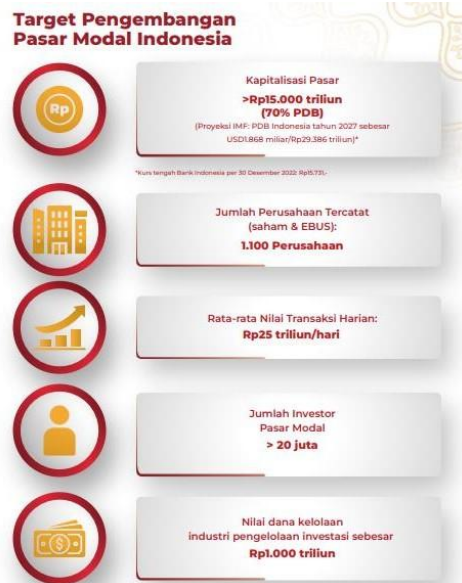 Target Pengembangan
Pasar Modal Indonesia
Rp
Kapitalisasi Pasar
>Rp15.000 triliun
(70% PDB)
(Proyeksi IMF: PDB Indonesia tahun 2027 sebesar
USD1.868 miliar/Rp29.386 triliun)*
*Kurs tengah Bank Indonesia per 30 Desember 2022: Rp15.731,-
Jumlah Perusahaan Tercatat
(saham & EBUS):
1.100 Perusahaan
Rata-rata Nilai Transaksi Harian:
Rp25 triliun/hari
Jumlah Investor
Pasar Modal
> 20 juta
Nilai dana kelolaan
industri pengelolaan investasi sebesar
Rp1.000 triliun